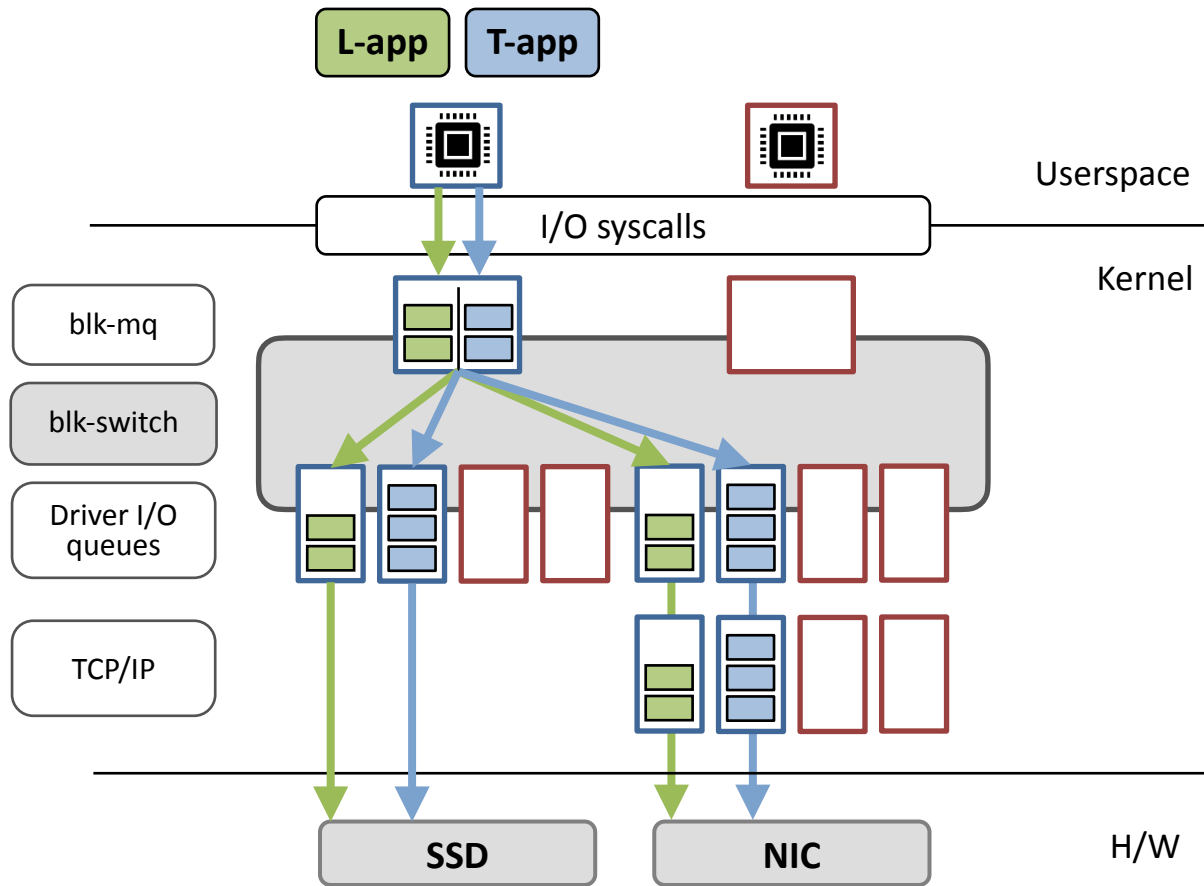 L-app
T-app
Userspace
I/O syscalls
Kernel
blk-mq
blk-switch
Driver I/O
queues
TCP/IP
SSD
NIC
H/W